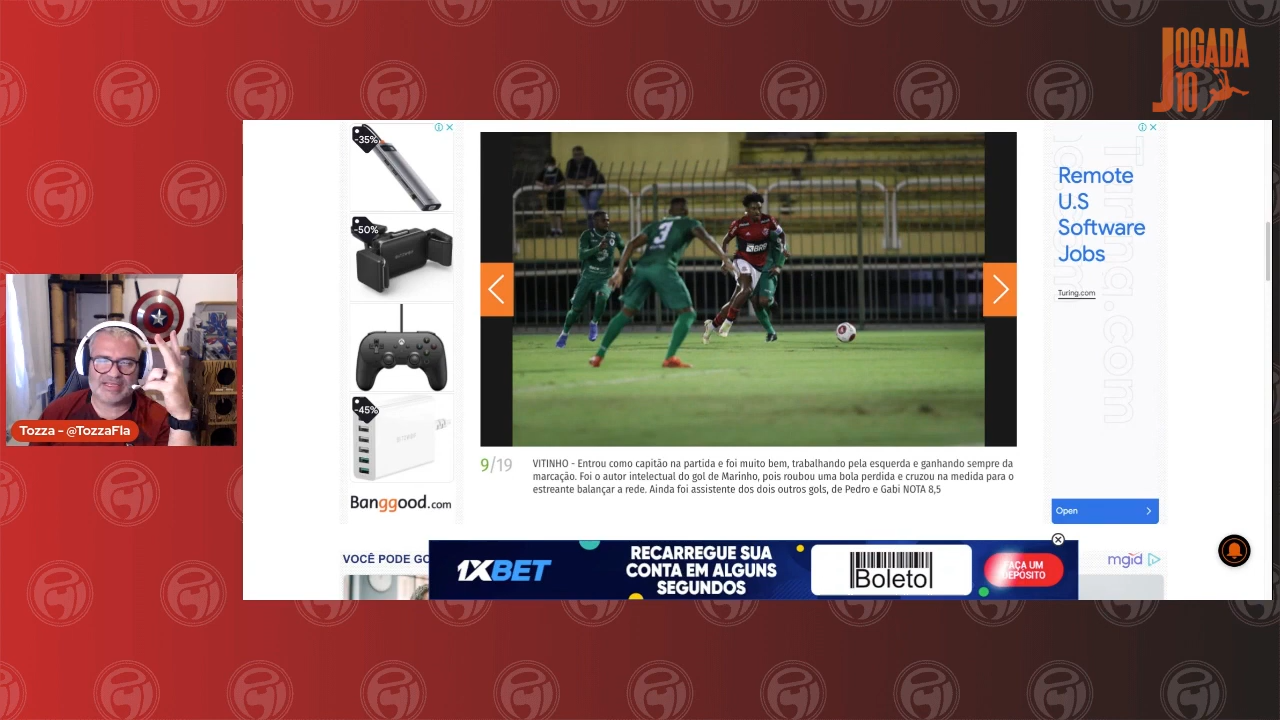 JOGADA
10
-35%
-50%
-45%
Banggood.com
3
BRB
Remote
U.S
Software
Jobs
Turing.com
Turing.com
Open
Tozza - @TozzaFla
9/19
VITINHO - Entrou como capitão na partida e foi muito bem, trabalhando pela esquerda e ganhando sempre da
marcação. Foi o autor intelectual do gol de Marinho, pois roubou uma bola perdida e cruzou na medida para o
estreante balançar a rede. Ainda foi assistente dos dois outros gols, de Pedro e Gabi NOTA 8,5
VOCÊ PODE GO
1XBET
RECARREGUE SUA
CONTA EM ALGUNS
SEGUNDOS
Boleto
FAÇA UM
DEPÓSITO
mgid